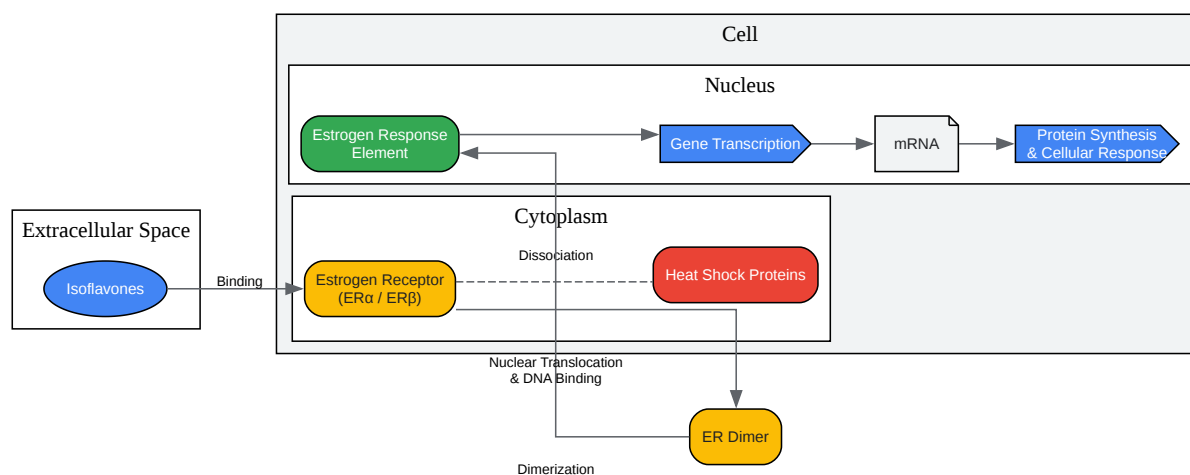 Cell
Nucleus
Estrogen Response
Element
Gene Transcription
mRNA
Protein Synthesis
& Cellular Response
Cytoplasm
Extracellular Space
Dissociation
Isoflavones
Binding
Estrogen Receptor
(ERα / ERβ)
Heat Shock Proteins
Nuclear Translocation
& DNA Binding
ER Dimer
Dimerization